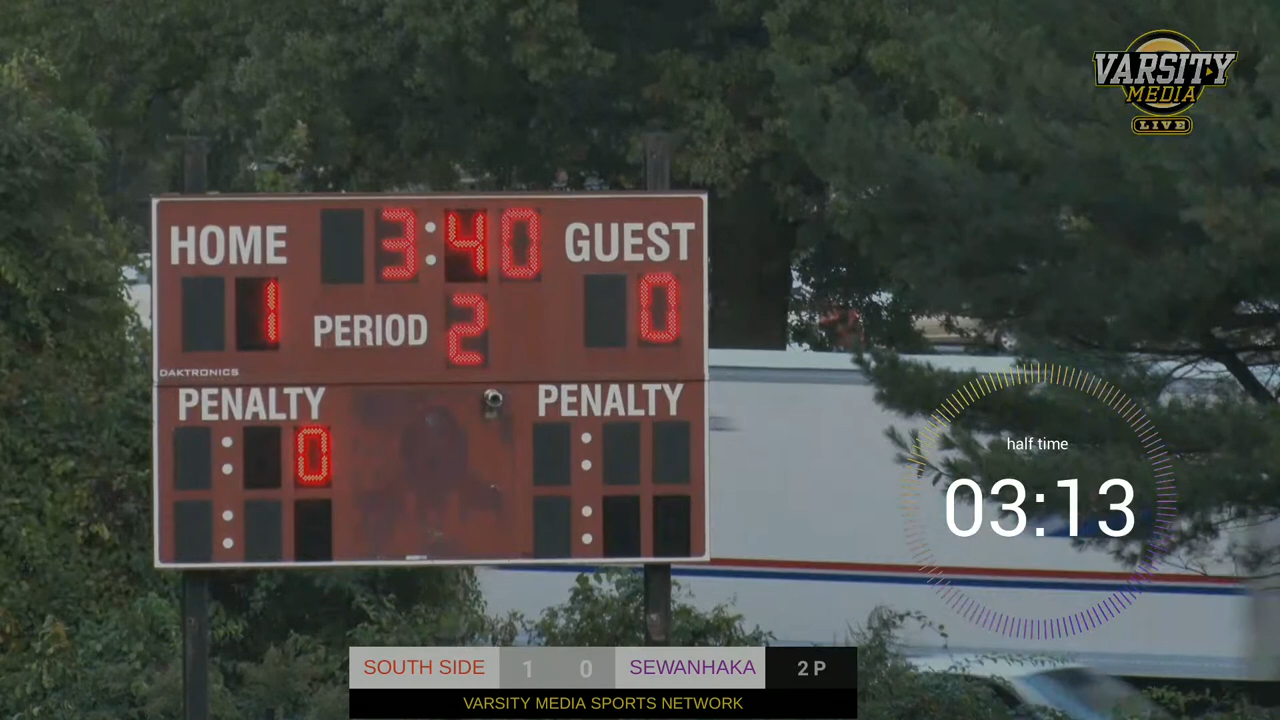 VARSITY
MEDIA
LIVE
HOME 3:40 GUEST
1 PERIOD 2 0
DAKTRONICS
PENALTY PENALTY
0
half time
03:13
SOUTH SIDE 1 0 SEWANHAKA 2 P
VARSITY MEDIA SPORTS NETWORK